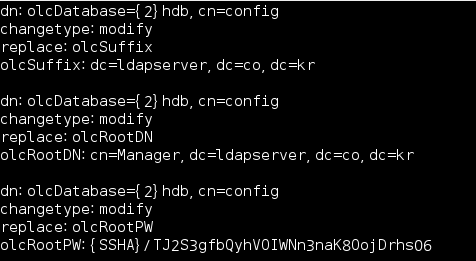 dn: olcDatabase={2}hdb,cn=config
changetype: modify
replace: olcSuffix
olcSuffix: dc=ldapserver,dc=co,dc=kr

dn: olcDatabase={2}hdb,cn=config
changetype: modify
replace: olcRootDN
olcRootDN: cn=Manager,dc=ldapserver,dc=co,dc=kr

dn: olcDatabase={2}hdb,cn=config
changetype: modify
replace: olcRootPW
olcRootPW: {SSHA}/TJ2S3gfbQyhV0IWNn3naK8OojDrhsO6